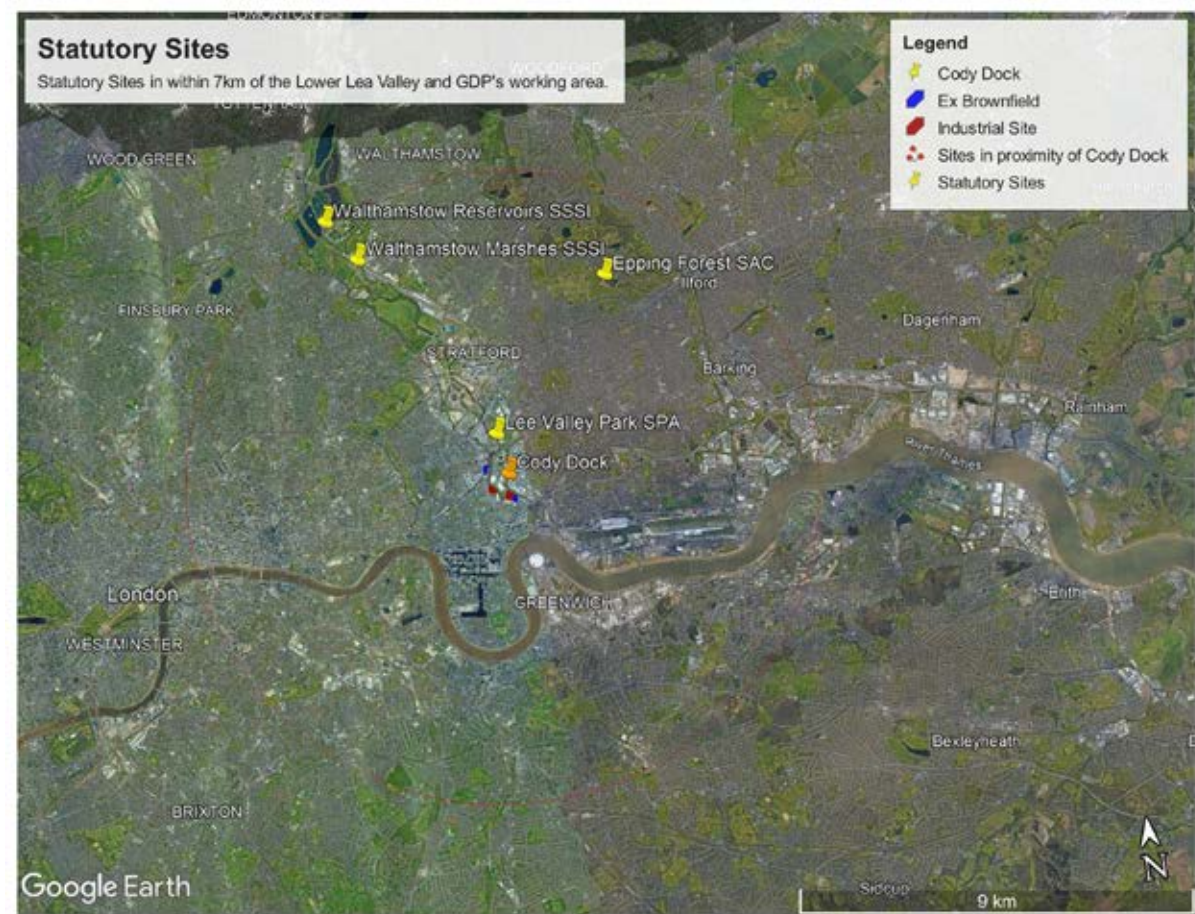 EDMONTON
Statutory Sites
Statutory Sites in within 7km of the Lower Lea Valley and GDP's working area.
WOODFORD
Legend
Cody Dock
Ex Brownfield
Industrial Site
Sites in proximity of Cody Dock
Statutory Sites
WOOD GREEN
WALTHAMSTOW
Walthamstow Reservoirs SSSI
Walthamstow Marshes SSSI
Epping Forest SAC
Ilford
FINSBURY PARK
Dagenham
STRATFORD
Barking
Rainham
Lee Valley Park SPA
River Thames
Cody Dock
London
GREENWICH
Erith
WESTMINSTER
Bexleyheath
BRIXTON
N
Google Earth
Sidcup
9 km